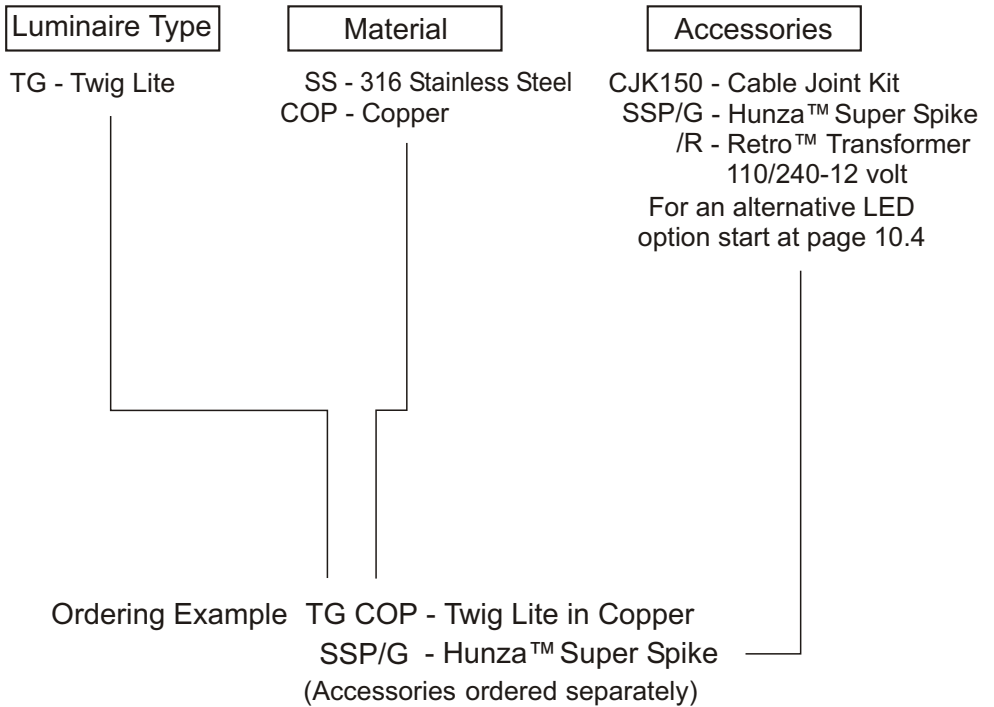 Luminaire Type
TG - Twig Lite
Material
SS - 316 Stainless Steel
COP - Copper
Accessories
CJK150 - Cable Joint Kit
SSP/G - Hunza™ Super Spike
/R - Retro™ Transformer
110/240-12 volt
For an alternative LED
option start at page 10.4
Ordering Example TG COP - Twig Lite in Copper
SSP/G - Hunza™ Super Spike
(Accessories ordered separately)